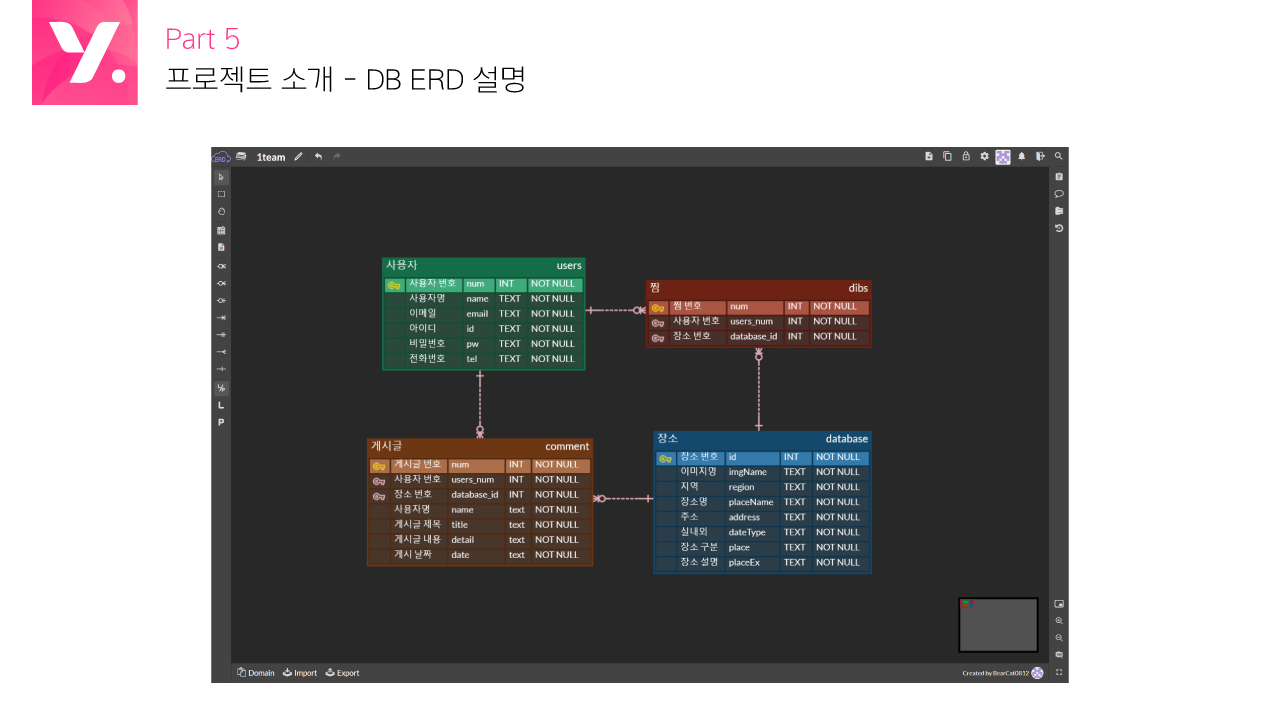 y.
Part 5
프로젝트 소개 - DB ERD 설명
ERD 1team
L
P
사용자 users
사용자 번호 num INT NOT NULL
사용자명 name TEXT NOT NULL
이메일 email TEXT NOT NULL
아이디 id TEXT NOT NULL
비밀번호 pw TEXT NOT NULL
전화번호 tel TEXT NOT NULL
찜 dibs
찜 번호 num INT NOT NULL
사용자 번호 users_num INT NOT NULL
장소 번호 database_id INT NOT NULL
게시글 comment
게시글 번호 num INT NOT NULL
사용자 번호 users_num INT NOT NULL
장소 번호 database_id INT NOT NULL
사용자명 name text NOT NULL
게시글 제목 title text NOT NULL
게시글 내용 detail text NOT NULL
게시 날짜 date text NOT NULL
장소 database
장소 번호 id INT NOT NULL
이미지명 imgName TEXT NOT NULL
지역 region TEXT NOT NULL
장소명 placeName TEXT NOT NULL
주소 address TEXT NOT NULL
실내외 dateType TEXT NOT NULL
장소 구분 place TEXT NOT NULL
장소 설명 placeEx TEXT NOT NULL
Domain Import Export
Created by BearCat0812